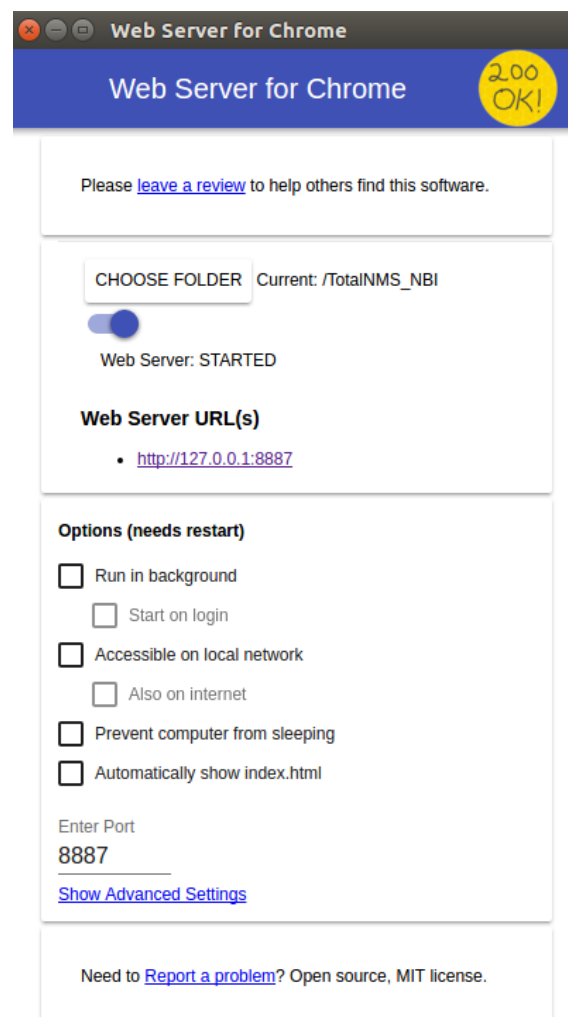 Web Server for Chrome
Web Server for Chrome
200
OK!
Please leave a review to help others find this software.
CHOOSE FOLDER Current: /TotalNMS_NBI
Web Server: STARTED
Web Server URL(s)
• http://127.0.0.1:8887
Options (needs restart)
Run in background
Start on login
Accessible on local network
Also on internet
Prevent computer from sleeping
Automatically show index.html
Enter Port
8887
Show Advanced Settings
Need to Report a problem? Open source, MIT license.